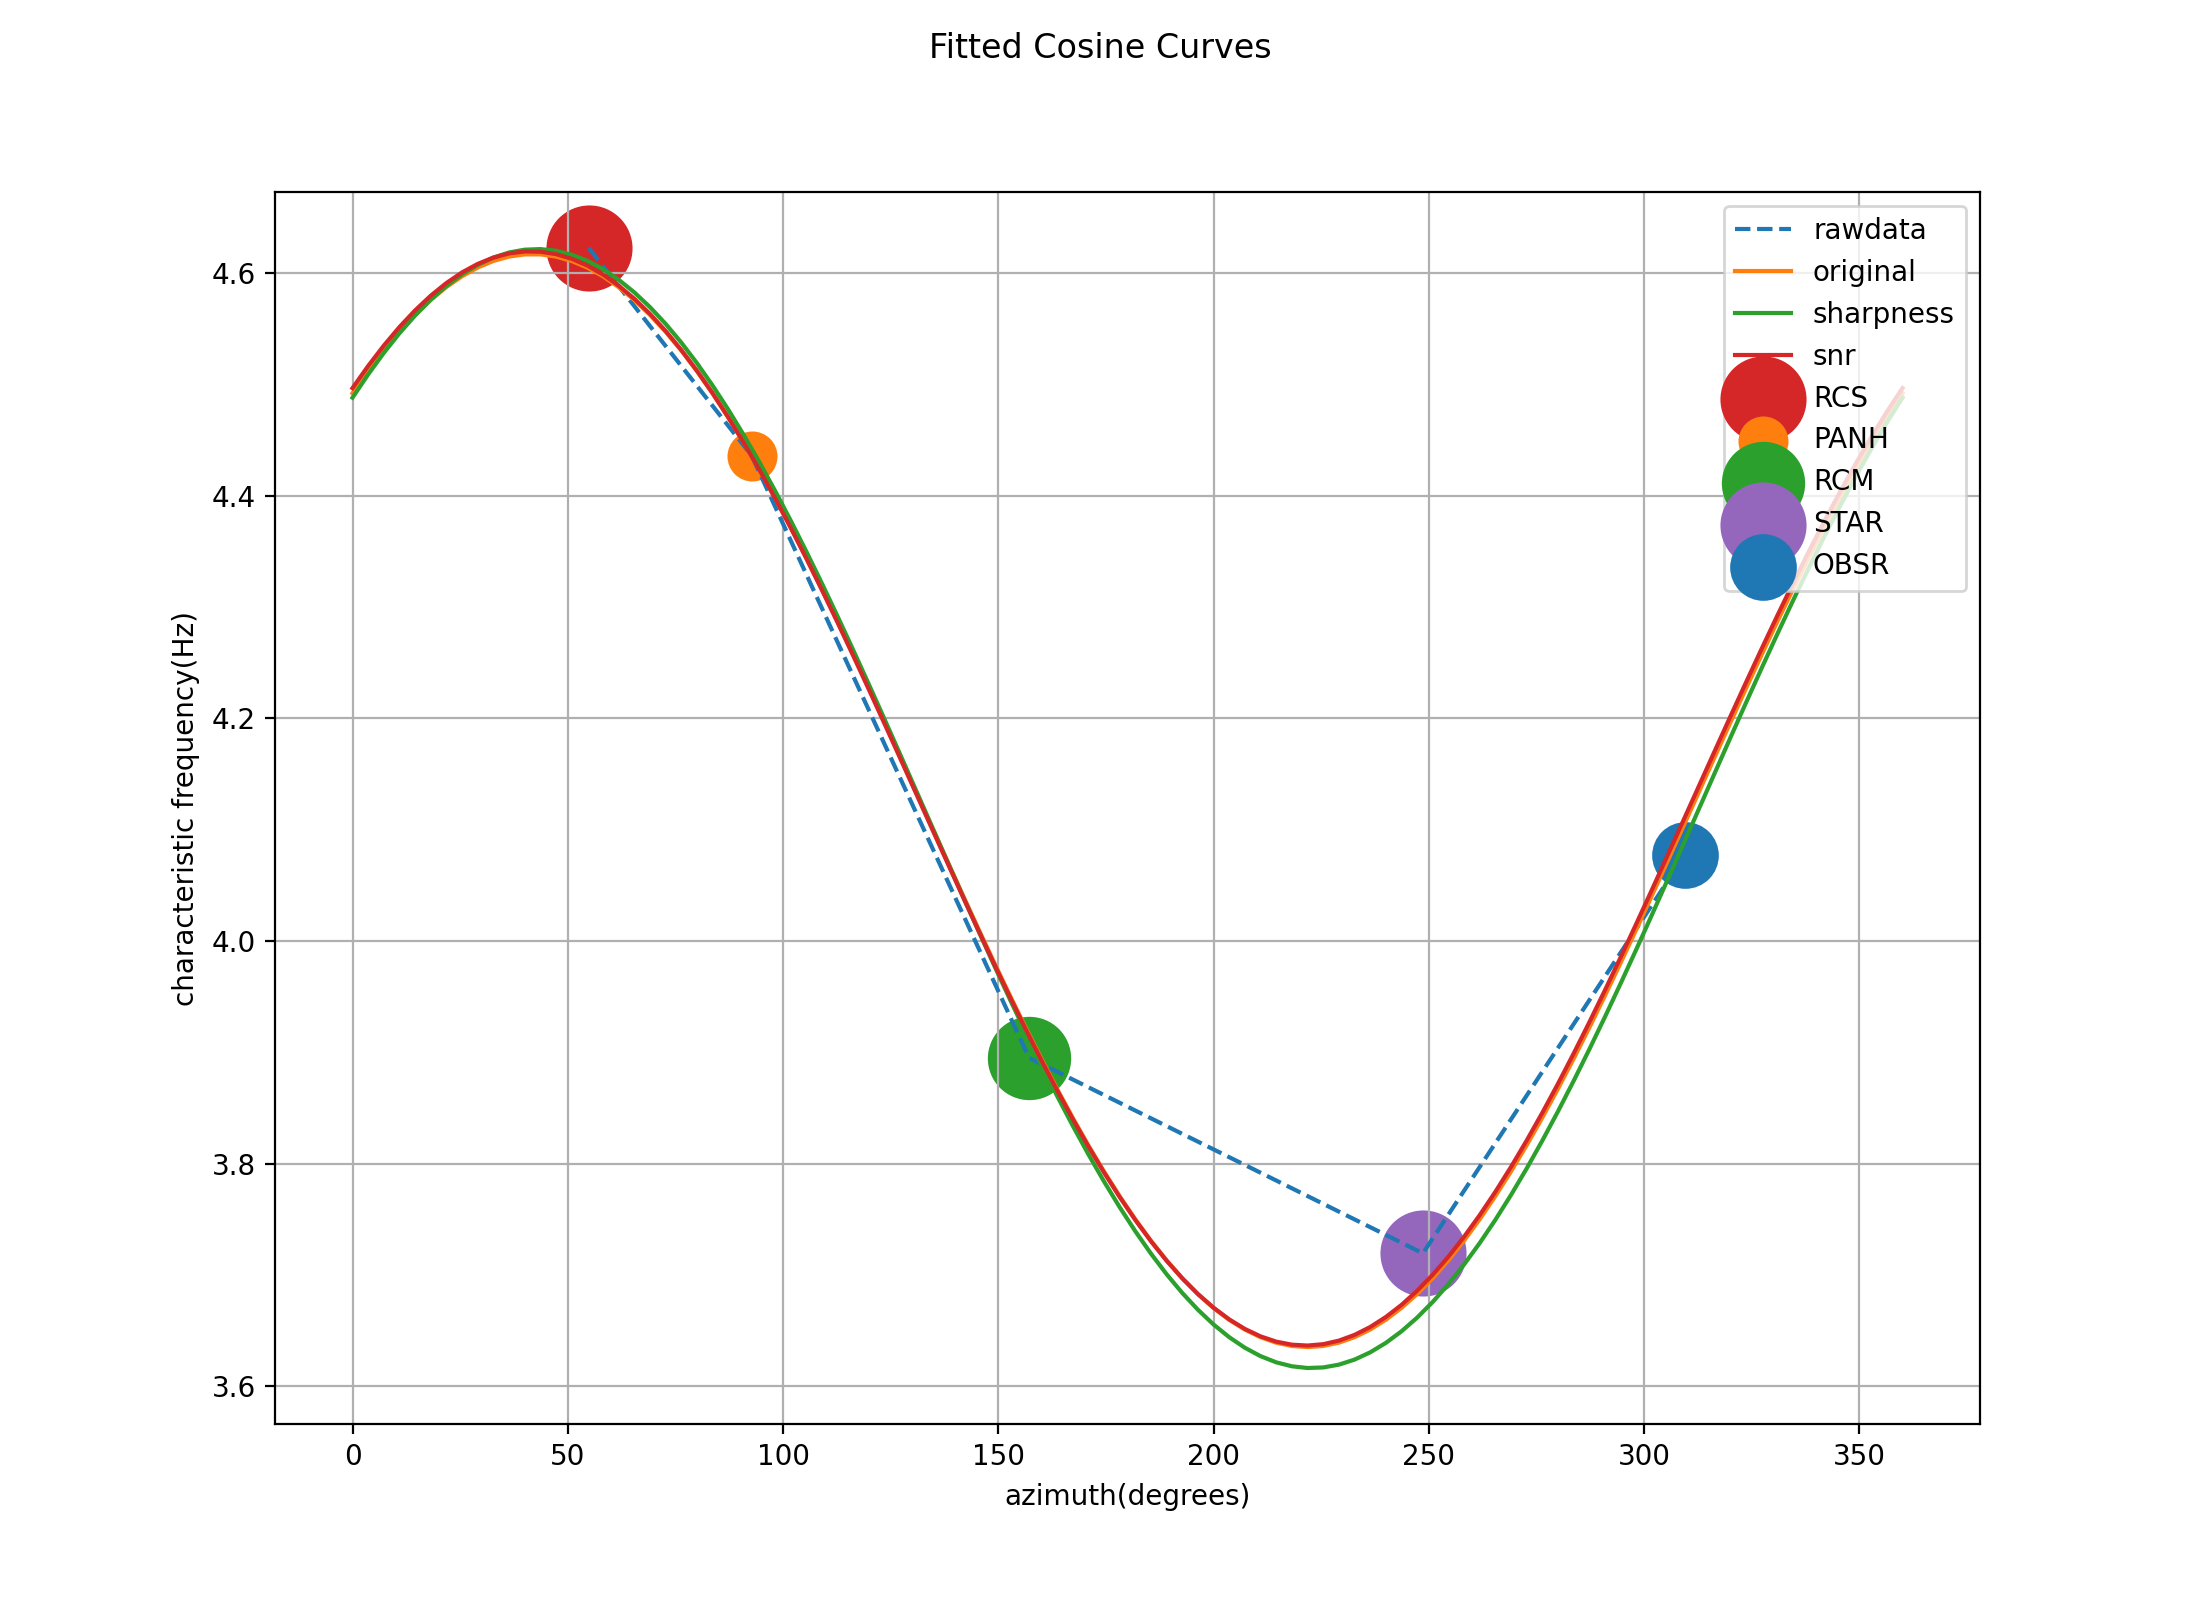 Fitted Cosine Curves
rawdata
original
sharpness
snr
RCS
PANH
RCM
STAR
OBSR
characteristic frequency(Hz)
4.6
4.4
4.2
4.0
3.8
3.6
0 50 100 150 200 250 300 350
azimuth(degrees)